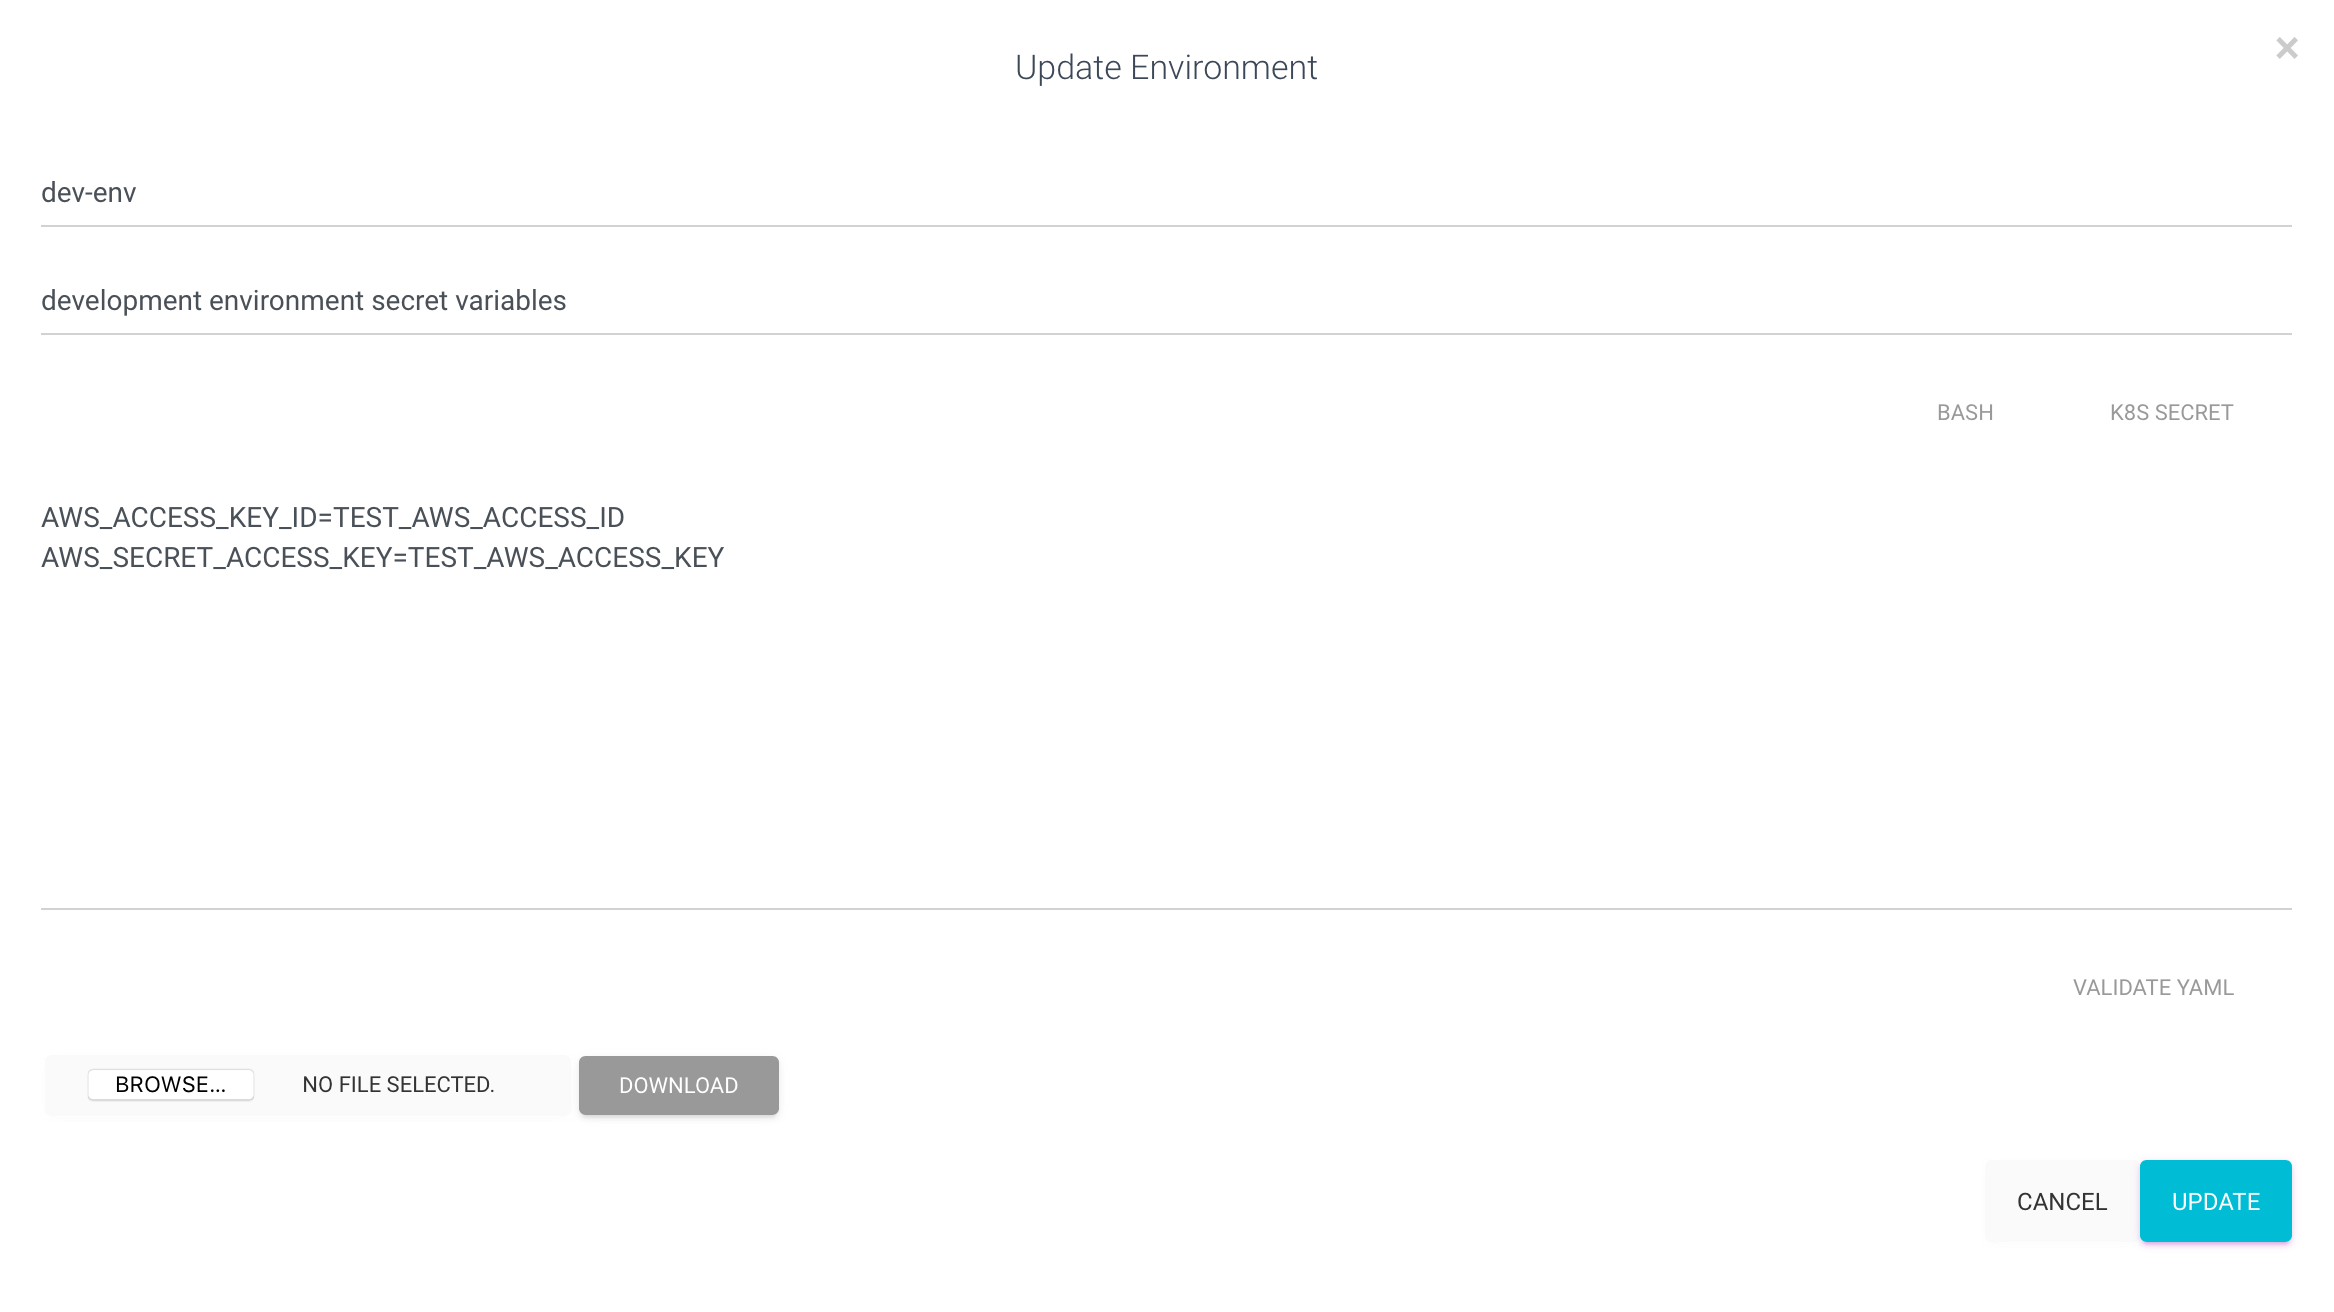 Update Environment
×
dev-env
development environment secret variables
BASH
K8S SECRET
AWS_ACCESS_KEY_ID=TEST_AWS_ACCESS_ID
AWS_SECRET_ACCESS_KEY=TEST_AWS_ACCESS_KEY
VALIDATE YAML
BROWSE... NO FILE SELECTED. DOWNLOAD
CANCEL UPDATE